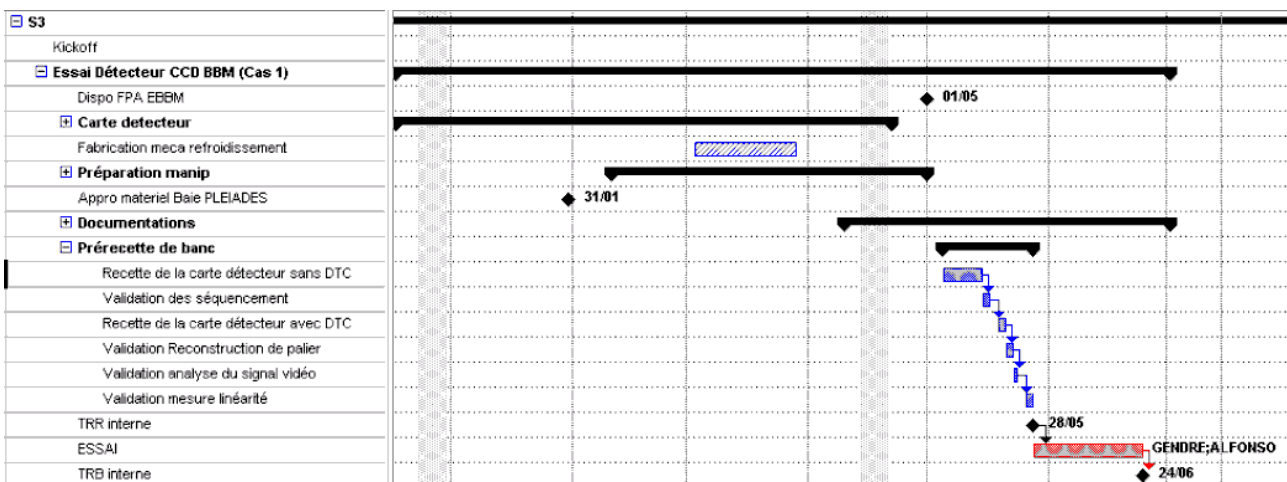 S3
Kickoff
Essai Détecteur CCD BBM (Cas 1)
Dispo FPA EBBM 01/05
Carte detecteur
Fabrication meca refroidissement
Préparation manip
Appro materiel Baie PLEIADES 31/01
Documentations
Prérecette de banc
Recette de la carte détecteur sans DTC
Validation des séquencement
Recette de la carte détecteur avec DTC
Validation Reconstruction de palier
Validation analyse du signal vidéo
Validation mesure linéarité
TRR interne 28/05
ESSAI GENDRE;ALFONSO
TRB interne 24/06